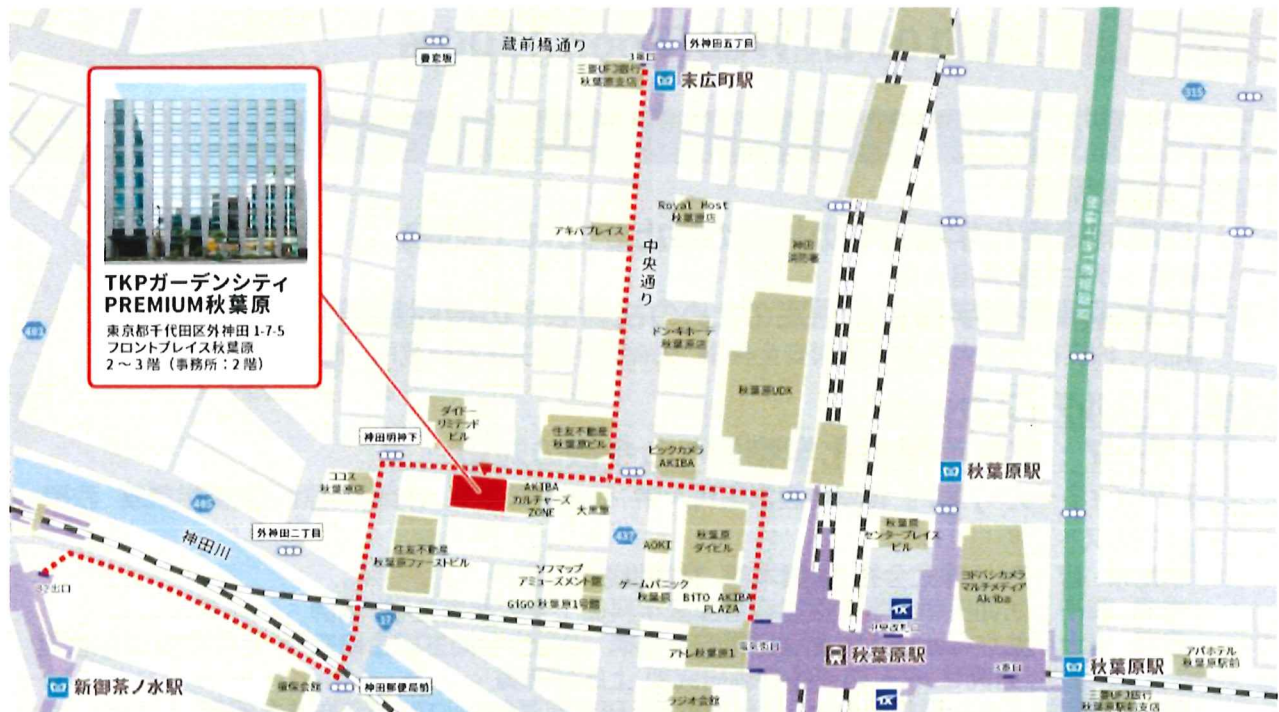 蔵前橋通り
外神田五丁目
三菱UFJ銀行
秋葉原支店
末広町駅
315
TKPガーデンシティ
PREMIUM秋葉原
東京都千代田区外神田 1-7-5
フロントプレイス秋葉原
2～3階（事務所：2階）
Royal Host
秋葉原店
アキバプレイス
中央通り
神田
消防署
ドン・キホーテ
秋葉原店
秋葉原UDX
ダイドー
リミテッド
ビル
神田明神下
住友不動産
秋葉原ビル
ビックカメラ
AKIBA
秋葉原駅
ココス
秋葉原店
AKIBA
カルチャーズ
ZONE
大黒屋
外神田二丁目
神田川
437
AOKI
秋葉原
ダイビル
秋葉原
センタープレイス
ビル
住友不動産
秋葉原ファーストビル
ソフマップ
アミューズメント館
ゲームパニック
秋葉原
BiTO AKIBA
PLAZA
GiGO 秋葉原1号館
ヨドバシカメラ
マルチメディア
Akiba
17
アトレ秋葉原1
電気街口
秋葉原駅
3番口
秋葉原駅
アパホテル
秋葉原駅前
新御茶ノ水駅
神田郵便局前
ラジオ会館
三菱UFJ銀行
秋葉原駅前支店